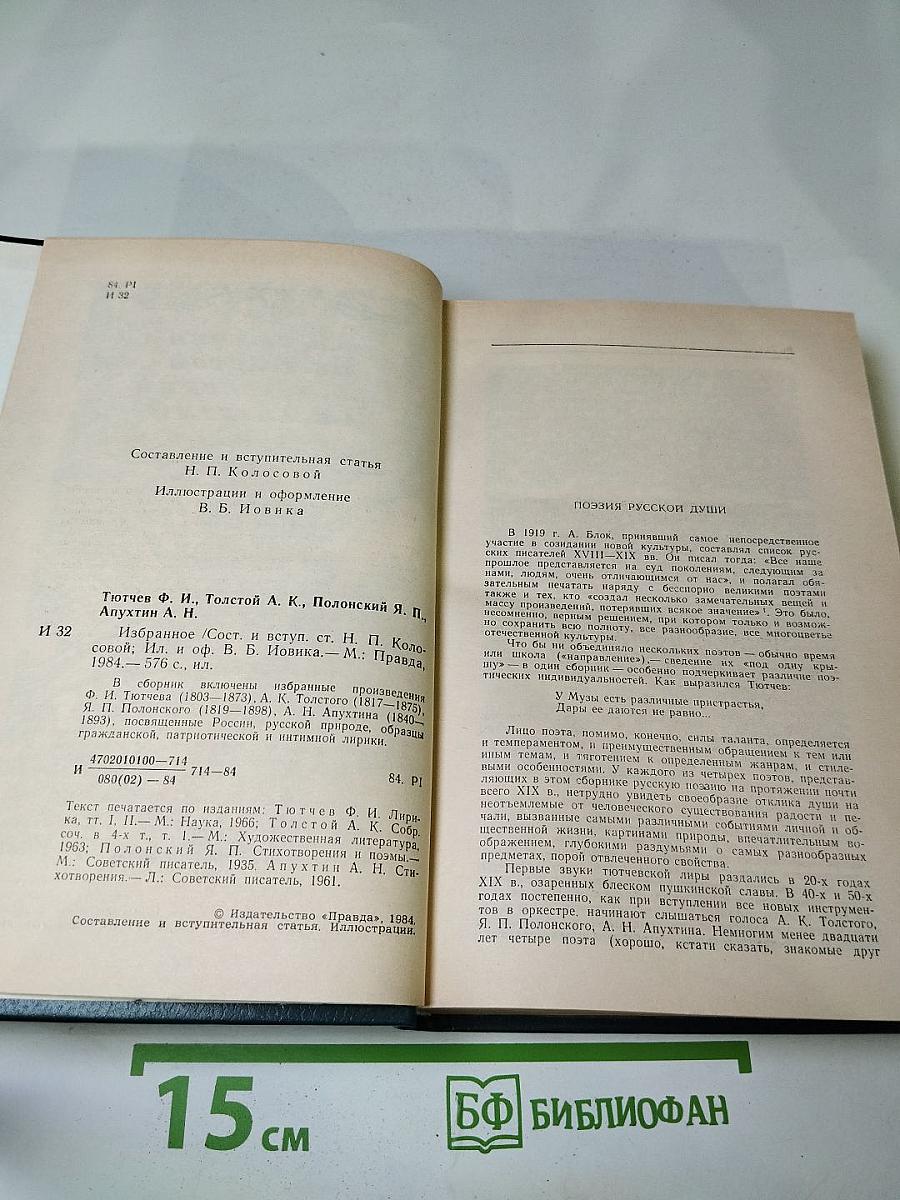 84. Р1
И 32
Составление и вступительная статья
Н. П. Колосовой
Иллюстрации и оформление
В. Б. Иовика
Тютчев Ф. И., Толстой А. К., Полонский Я. П.,
Апухтин А. Н.
И 32
Избранное /Сост. и вступ. ст. Н. П. Коло-
совой; Ил. и оф. В. Б. Иовика.— М.: Правда,
1984.— 576 с., ил.
В сборник включены избранные произведения
Ф. И. Тютчева (1803—1873), А. К. Толстого (1817—1875),
Я. П. Полонского (1819—1898), А. Н. Апухтина (1840—
1893), посвященные России, русской природе, образцы
гражданской, патриотической и интимной лирики.
И 4702010100—714 / 080(02) — 84 714—84
84. Р1
Текст печатается по изданиям: Тютчев Ф. И. Лири-
ка, тт. I, II.— М.: Наука, 1966; Толстой А. К. Собр.
соч. в 4-х т., т. 1.— М.: Художественная литература,
1963; Полонский Я. П. Стихотворения и поэмы.—
М.: Советский писатель, 1935. Апухтин А. Н. Сти-
хотворения.— Л.: Советский писатель, 1961.
© Издательство «Правда», 1984.
Составление и вступительная статья. Иллюстрации.
ПОЭЗИЯ РУССКОЙ ДУШИ
В 1919 г. А. Блок, принявший самое непосредственное
участие в созидании новой культуры, составлял список рус-
ских писателей XVIII—XIX вв. Он писал тогда: «Все наше
прошлое представляется на суд поколениям, следующим за
нами, людям, очень отличающимся от нас», и полагал обя-
зательным печатать наряду с бесспорно великими поэтами
также и тех, кто «создал несколько замечательных вещей и
массу произведений, потерявших всякое значение» ¹. Это было,
несомненно, верным решением, при котором только и возмож-
но сохранить всю полноту, все разнообразие, все многоцветье
отечественной культуры.
Что бы ни объединяло нескольких поэтов — обычно время
или школа («направление»),— сведение их «под одну кры-
шу» — в один сборник — особенно подчеркивает различие поэ-
тических индивидуальностей. Как выразился Тютчев:
У Музы есть различные пристрастья,
Дары ее даются не равно...
Лицо поэта, помимо, конечно, силы таланта, определяется
и темпераментом, и преимущественным обращением к тем или
иным темам, и тяготением к определенным жанрам, и стиле-
выми особенностями. У каждого из четырех поэтов, представ-
ляющих в этом сборнике русскую поэзию на протяжении почти
всего XIX в., нетрудно увидеть своеобразие отклика души на
неотъемлемые от человеческого существования радости и пе-
чали, вызванные самыми различными событиями личной и об-
щественной жизни, картинами природы, впечатлительным во-
ображением, глубокими раздумьями о самых разнообразных
предметах, порой отвлеченного свойства.
Первые звуки тютчевской лиры раздались в 20-х годах
XIX в., озаренных блеском пушкинской славы. В 40-х и 50-х
годах постепенно, как при вступлении все новых инструмен-
тов в оркестре, начинают слышаться голоса А. К. Толстого,
Я. П. Полонского, А. Н. Апухтина. Немногим менее двадцати
лет четыре поэта (хорошо, кстати сказать, знакомые друг
15 см
БФ БИБЛИОФАН